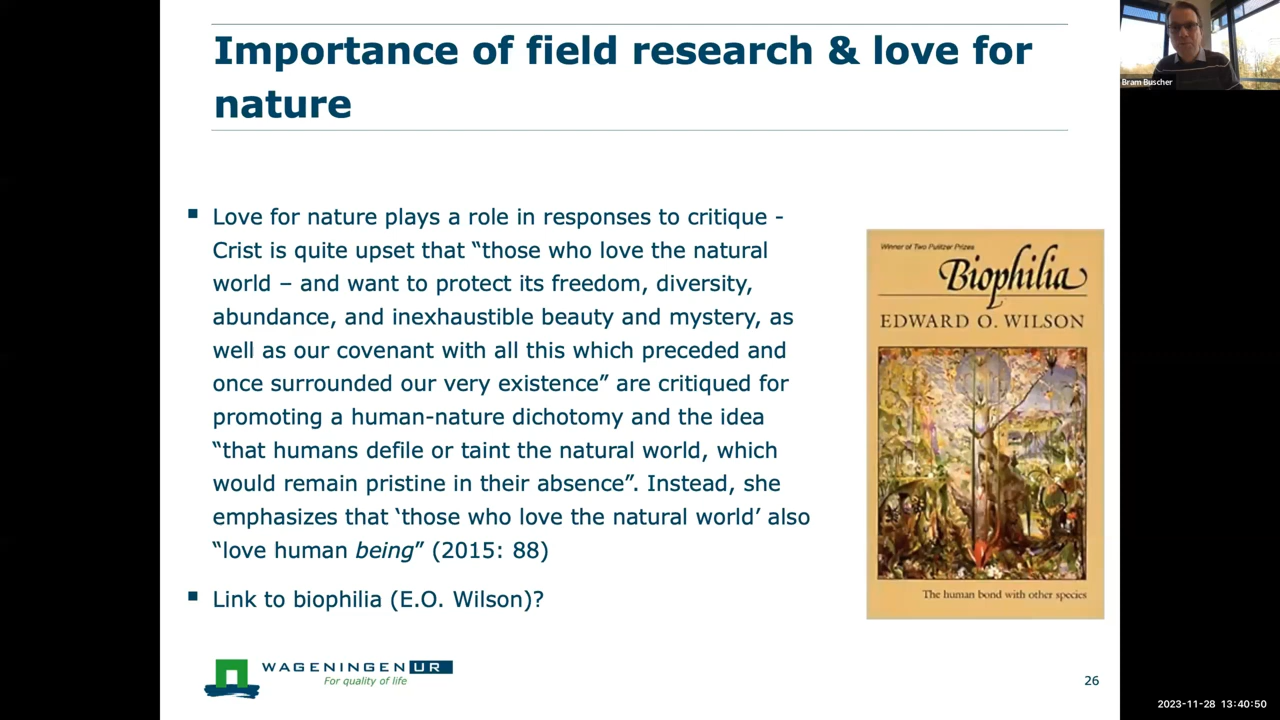 Importance of field research & love for
nature
Bram Buscher
▪ Love for nature plays a role in responses to critique -
Crist is quite upset that “those who love the natural
world – and want to protect its freedom, diversity,
abundance, and inexhaustible beauty and mystery, as
well as our covenant with all this which preceded and
once surrounded our very existence” are critiqued for
promoting a human-nature dichotomy and the idea
“that humans defile or taint the natural world, which
would remain pristine in their absence”. Instead, she
emphasizes that ‘those who love the natural world’ also
“love human being” (2015: 88)
▪ Link to biophilia (E.O. Wilson)?
Winner of Two Pulitzer Prizes
Biophilia
EDWARD O. WILSON
The human bond with other species
WAGENINGEN UR
For quality of life
26
2023-11-28 13:40:50